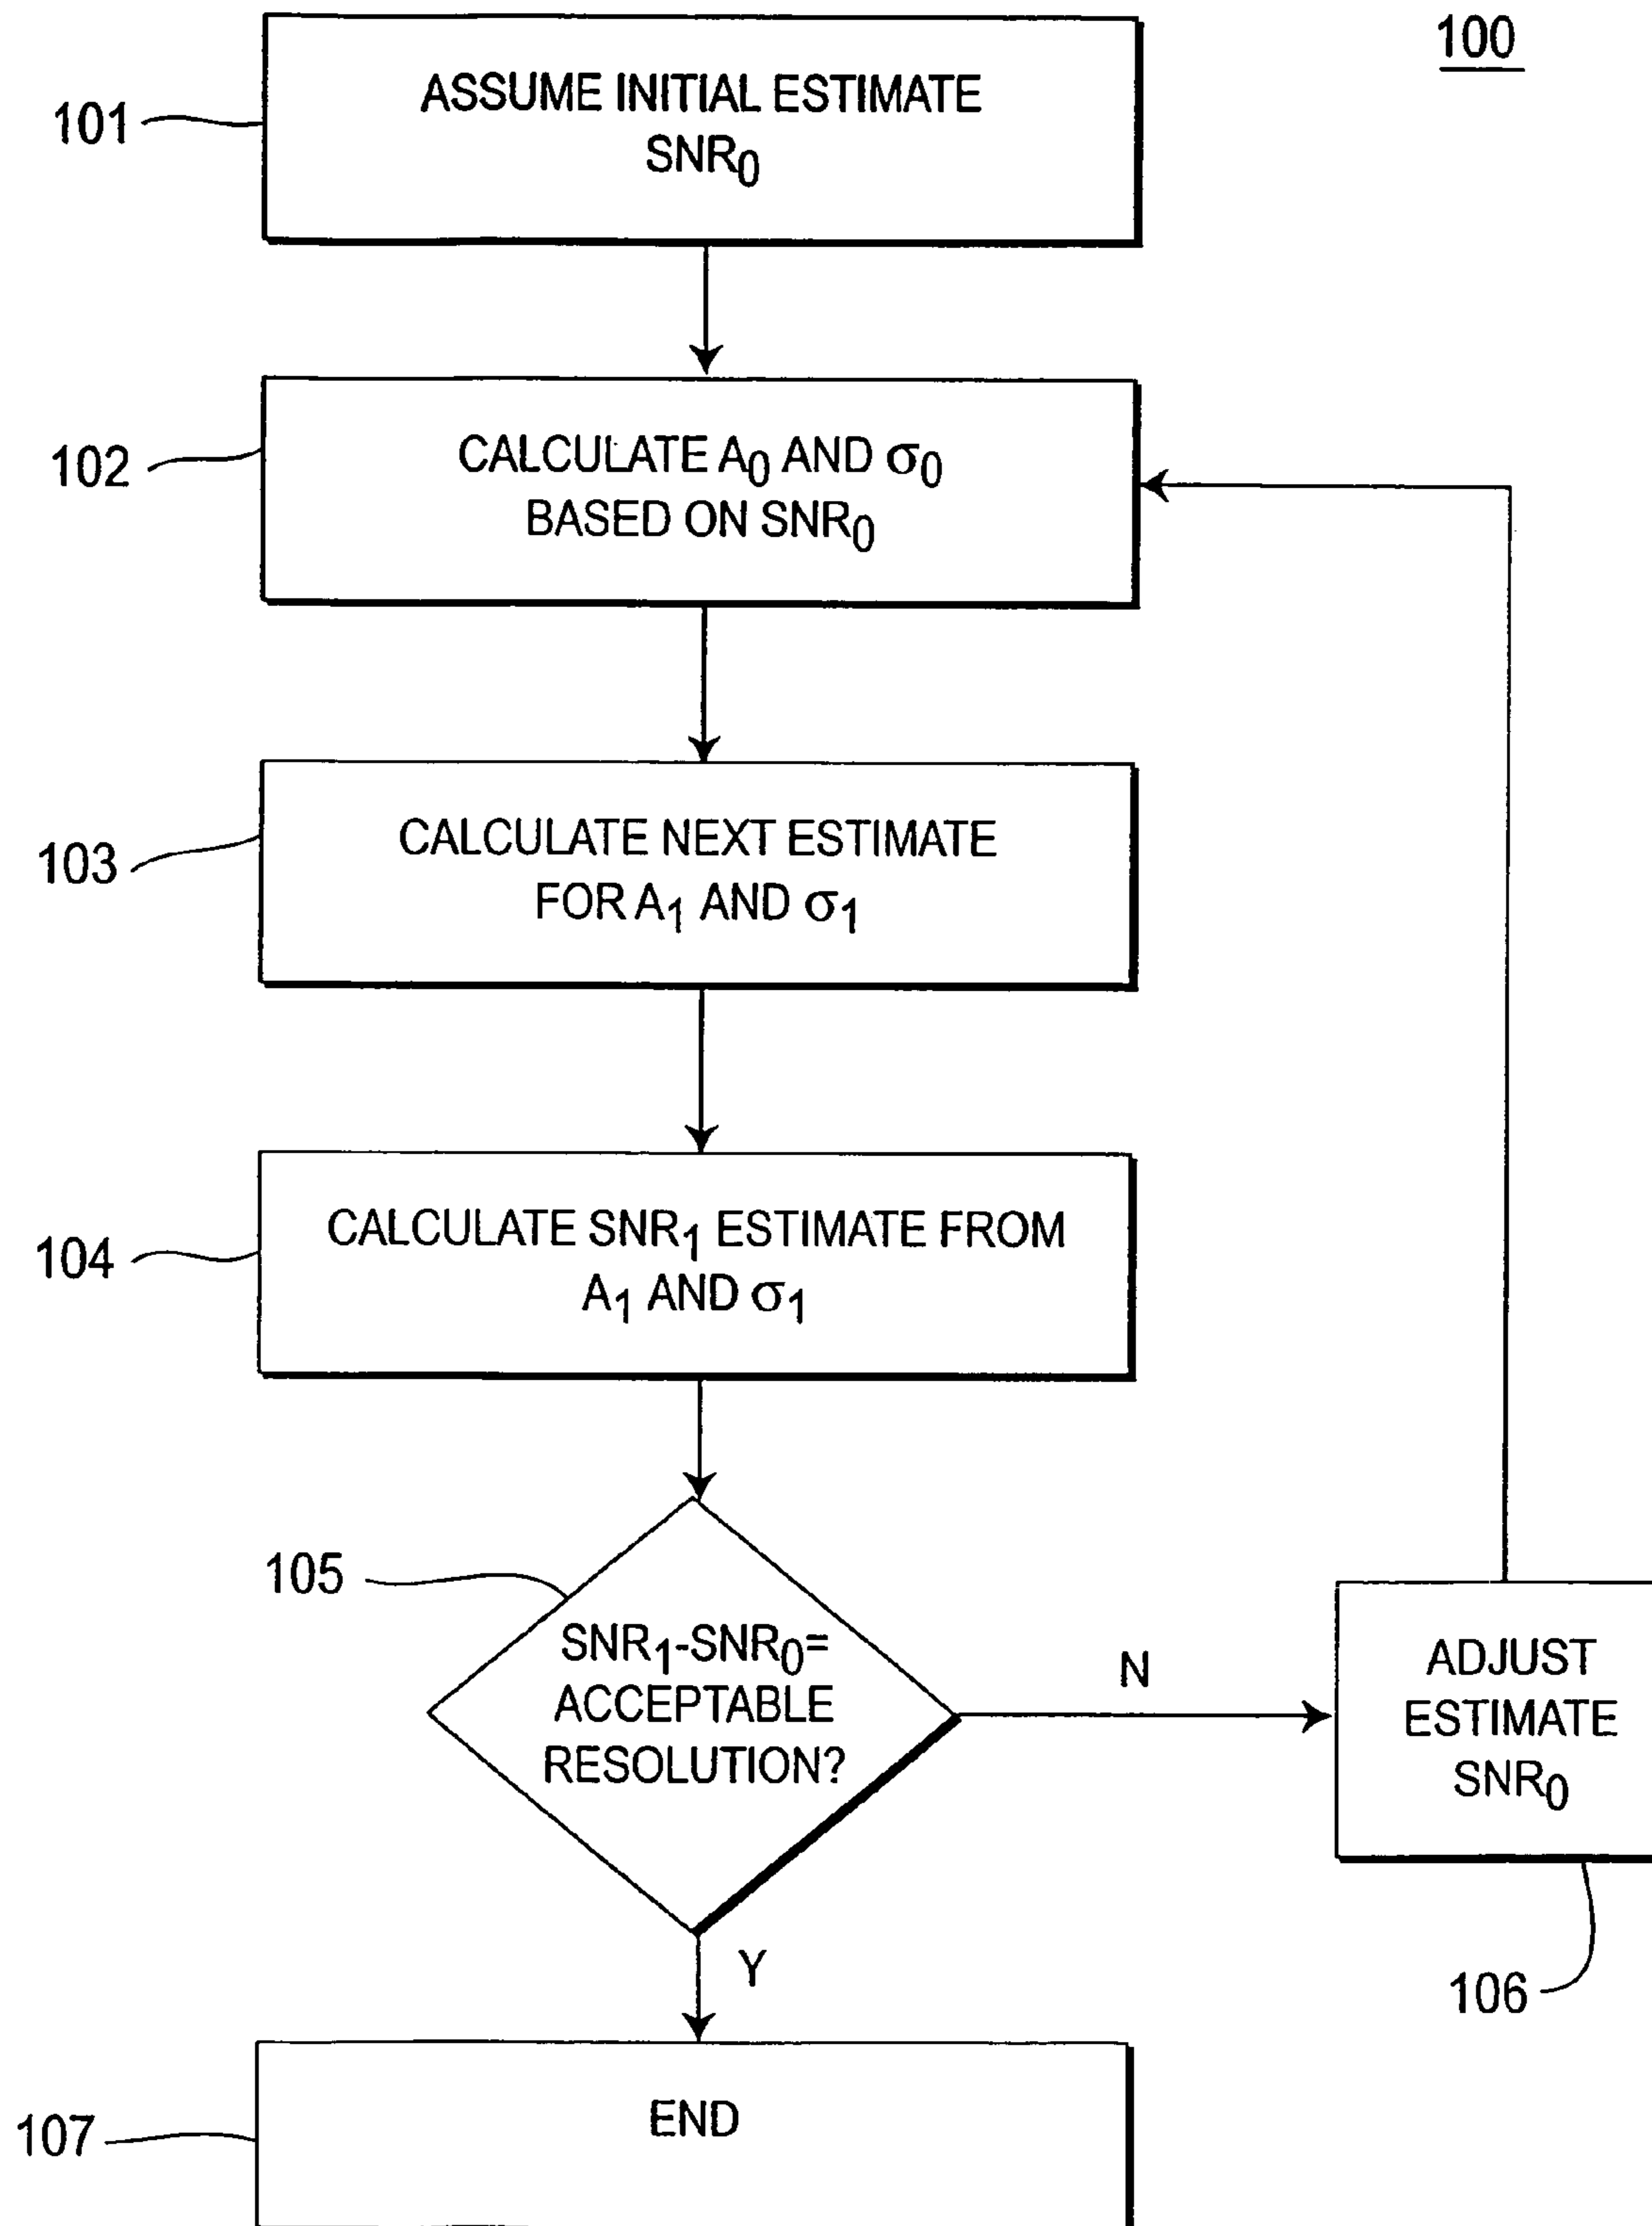 100
101
ASSUME INITIAL ESTIMATE
SNR₀
102
CALCULATE A₀ AND σ₀
BASED ON SNR₀
103
CALCULATE NEXT ESTIMATE
FOR A₁ AND σ₁
104
CALCULATE SNR₁ ESTIMATE FROM
A₁ AND σ₁
105
SNR₁-SNR₀=
ACCEPTABLE
RESOLUTION?
N
ADJUST
ESTIMATE
SNR₀
106
Y
107
END